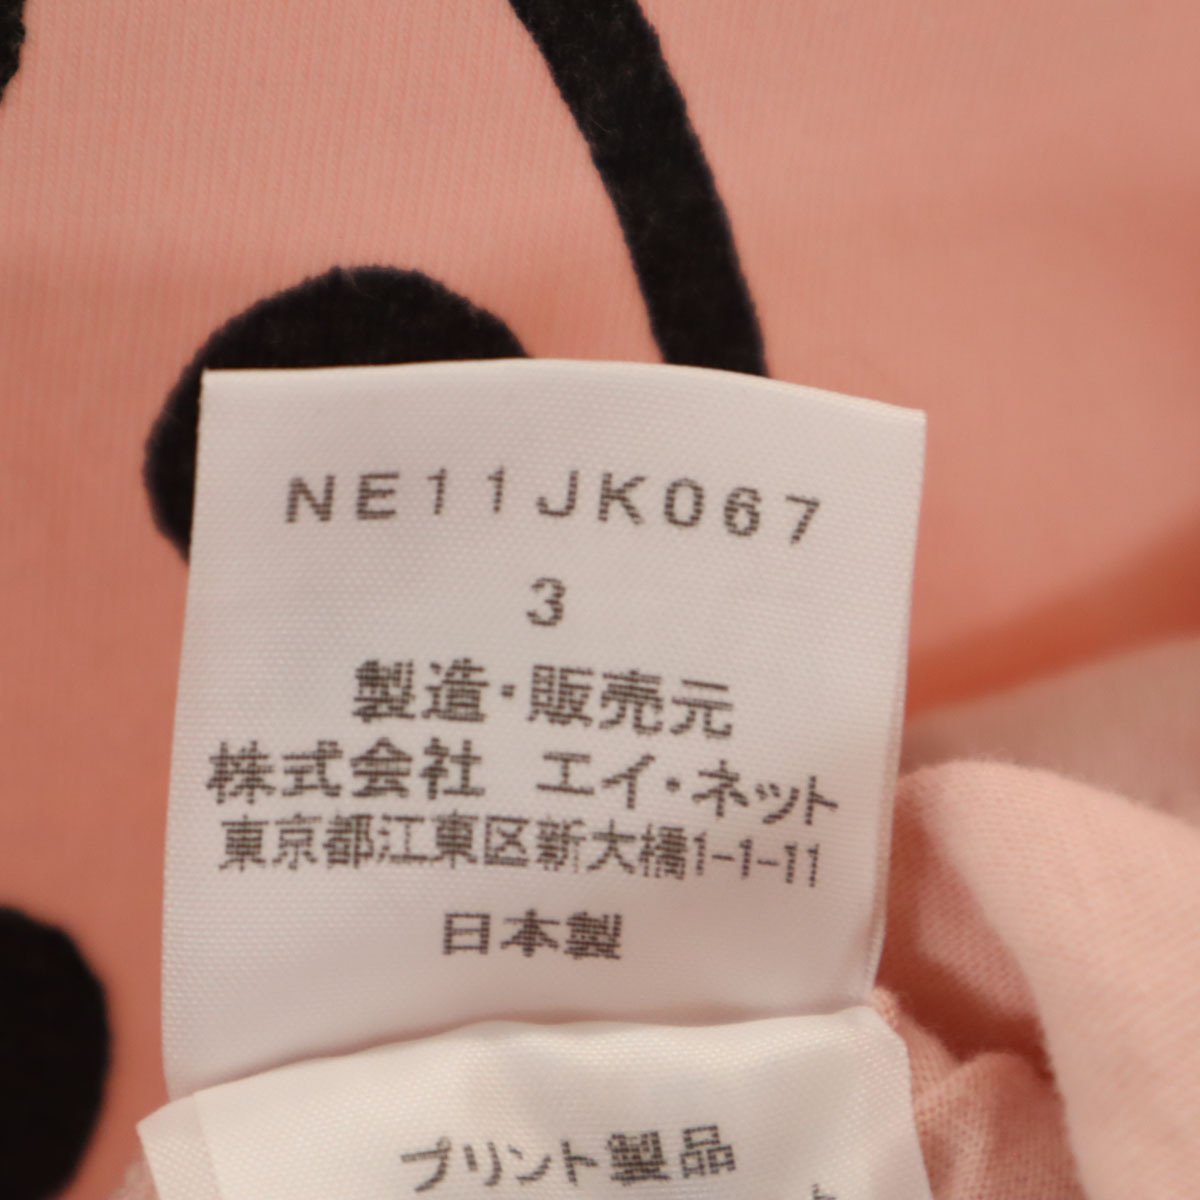 NE11JK067
3
製造・販売元
株式会社 エイ・ネット
東京都江東区新大橋1-1-11
日本製
プリント製品